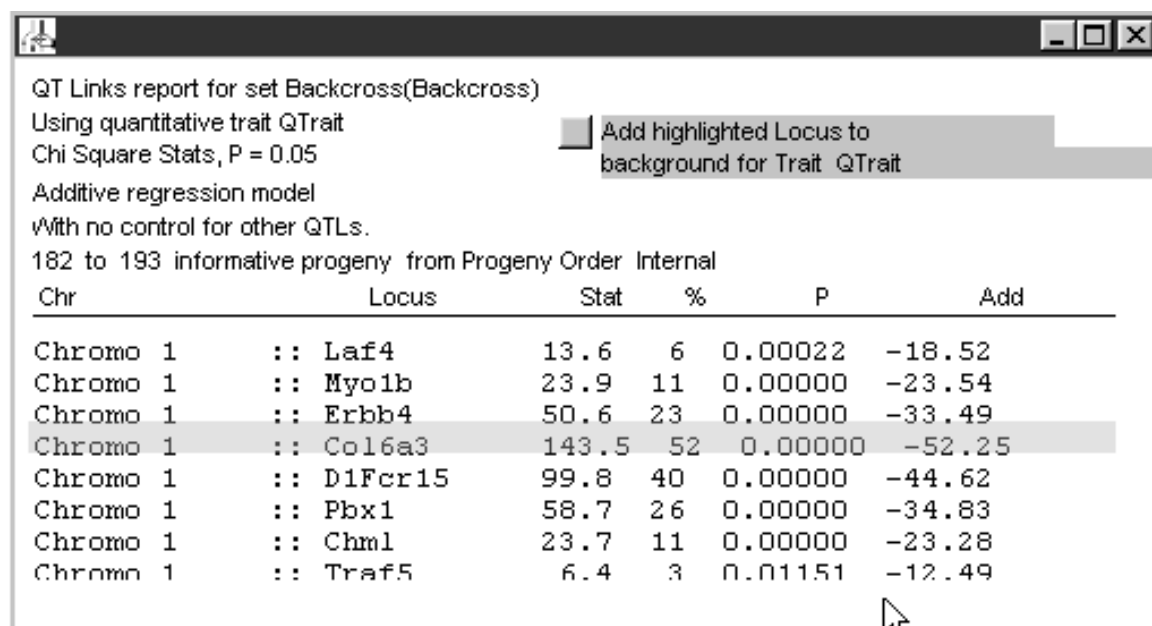 QT Links report for set Backcross(Backcross)
Using quantitative trait QTrait
Chi Square Stats, P = 0.05
Add highlighted Locus to
background for Trait QTrait
Additive regression model
With no control for other QTLs.
182 to 193 informative progeny from Progeny Order Internal
Chr Locus Stat % P Add
Chromo 1 :: Laf4 13.6 6 0.00022 -18.52
Chromo 1 :: Myo1b 23.9 11 0.00000 -23.54
Chromo 1 :: Erbb4 50.6 23 0.00000 -33.49
Chromo 1 :: Col6a3 143.5 52 0.00000 -52.25
Chromo 1 :: D1Fcr15 99.8 40 0.00000 -44.62
Chromo 1 :: Pbx1 58.7 26 0.00000 -34.83
Chromo 1 :: Chml 23.7 11 0.00000 -23.28
Chromo 1 :: Traf5 6.4 3 0.01151 -12.49